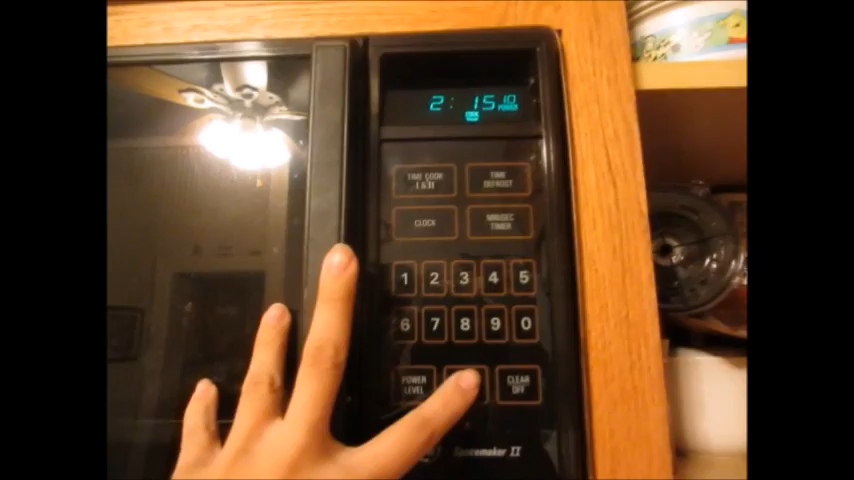 2:15 10
COOK TIME POWER
TIME COOK TIME
I & II DEFROST
CLOCK MIN/SEC
TIMER
1 2 3 4 5
6 7 8 9 0
POWER CLEAR
LEVEL OFF
Spacemaker II